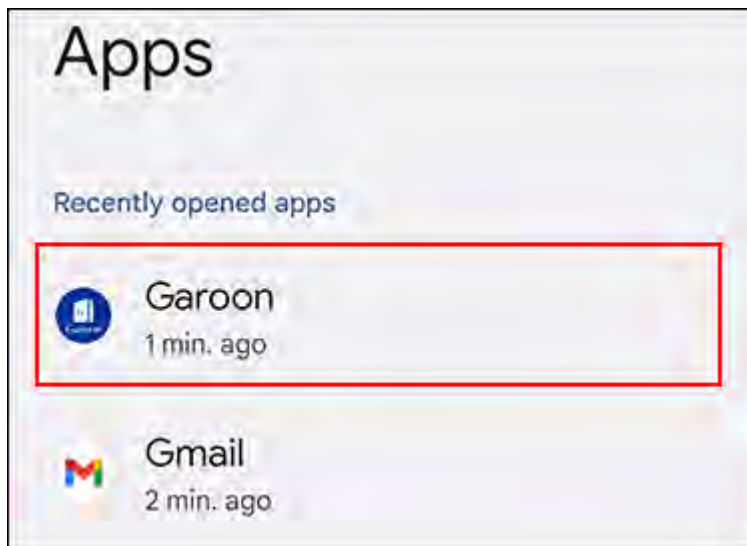 Apps
Recently opened apps
Garoon
1 min. ago
Gmail
2 min. ago